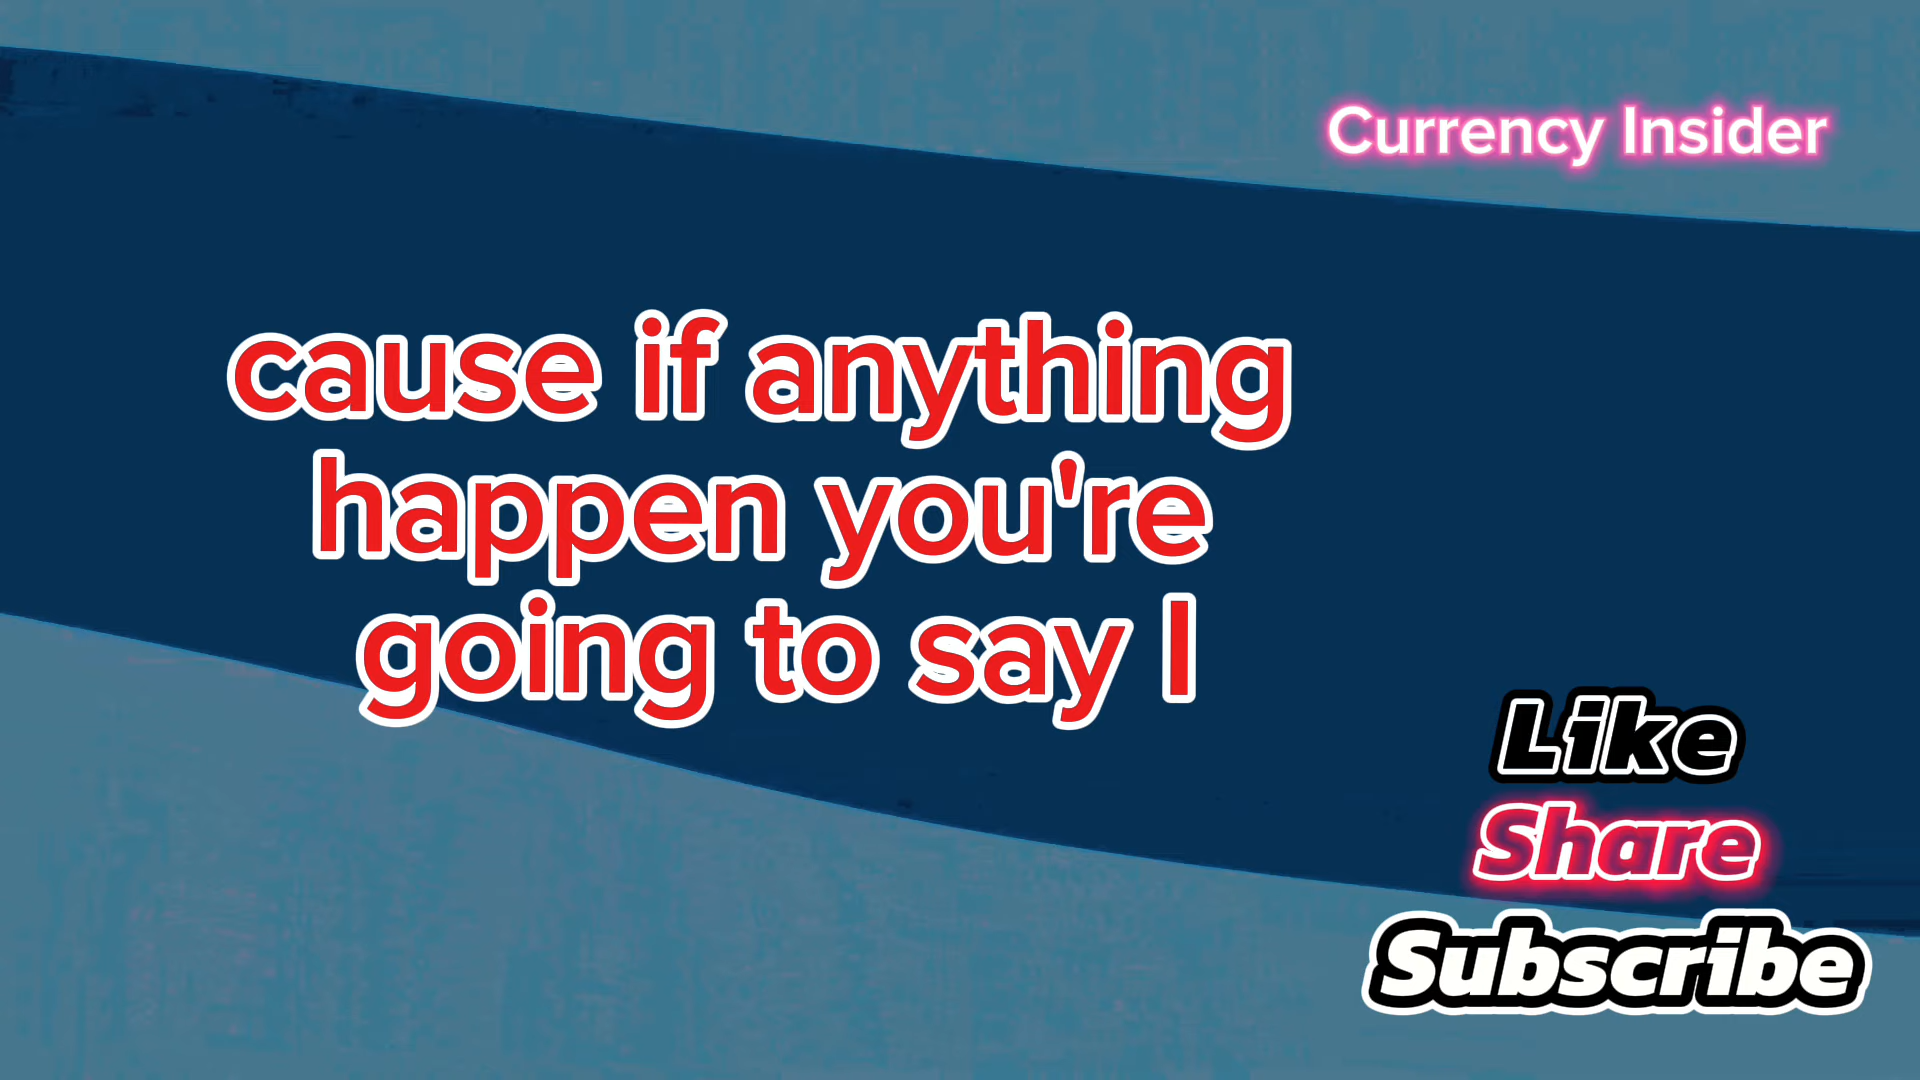 Currency Insider
cause if anything
happen you're
going to say I
Like
Share
Subscribe